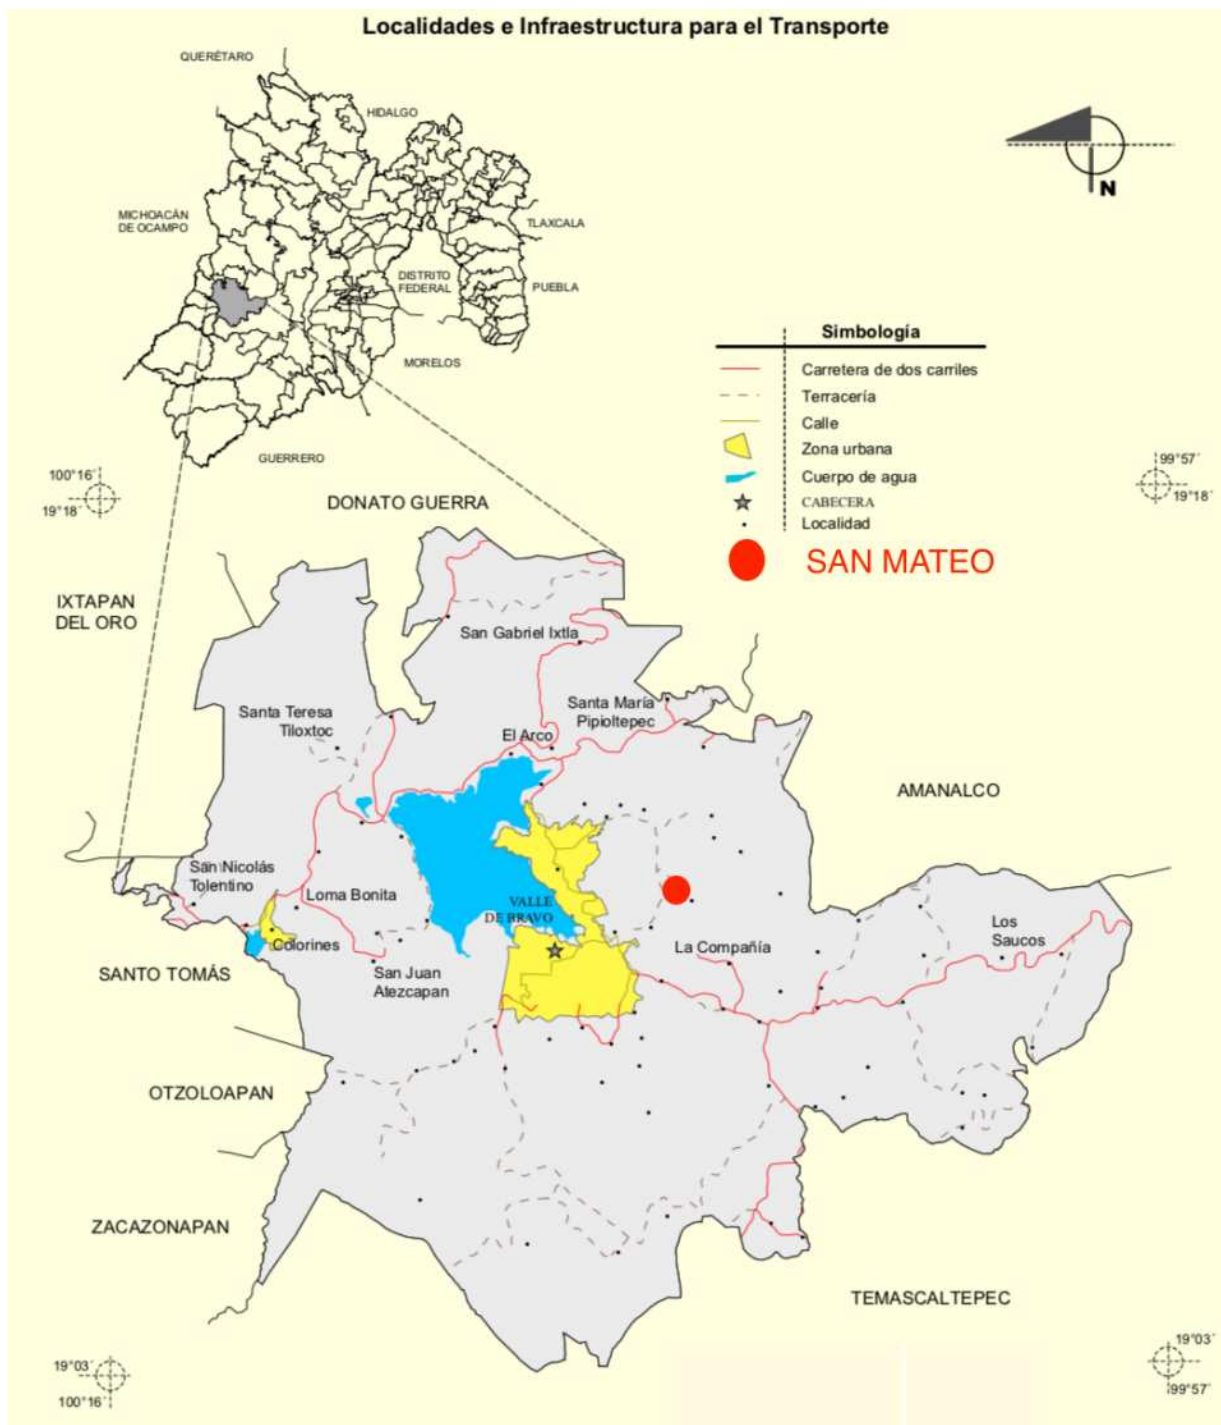 Localidades e Infraestructura para el Transporte
QUERÉTARO
HIDALGO
MICHOACÁN
DE OCAMPO
TLAXCALA
DISTRITO
FEDERAL
PUEBLA
MORELOS
GUERRERO
N
Simbología
Carretera de dos carriles
Terracería
Calle
Zona urbana
Cuerpo de agua
CABECERA
Localidad
SAN MATEO
100°16´
19°18´
99°57´
19°18´
DONATO GUERRA
IXTAPAN
DEL ORO
San Gabriel Ixtla
Santa María
Pipioltepec
Santa Teresa
Tiloxtoc
El Arco
AMANALCO
San Nicolás
Tolentino
Loma Bonita
VALLE
DE BRAVO
Colorines
La Compañía
Los
Saucos
SANTO TOMÁS
San Juan
Atezcapan
OTZOLOAPAN
ZACAZONAPAN
TEMASCALTEPEC
19°03´
100°16´
19°03´
99°57´